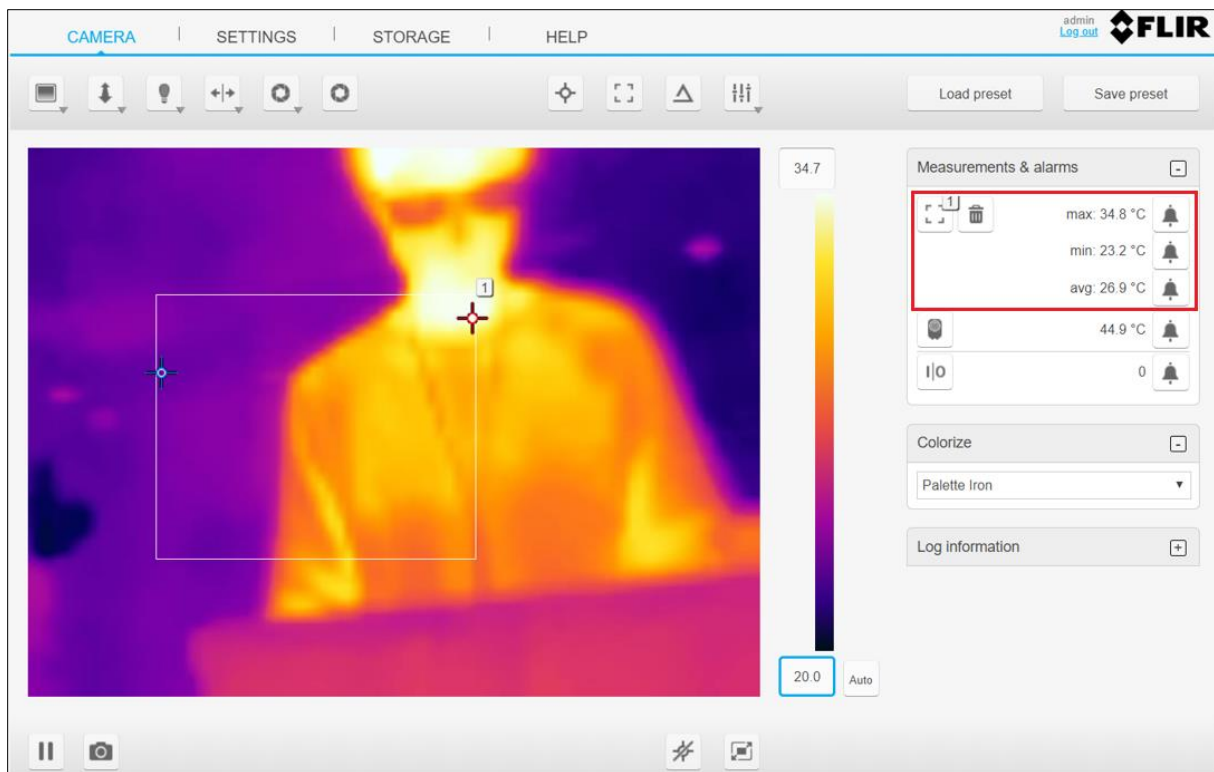 CAMERA | SETTINGS | STORAGE | HELP
admin
Log out
FLIR
Load preset
Save preset
34.7
Measurements & alarms
1
max: 34.8 °C
min: 23.2 °C
avg: 26.9 °C
1
44.9 °C
I|O
0
Colorize
Palette Iron
Log information
20.0
Auto